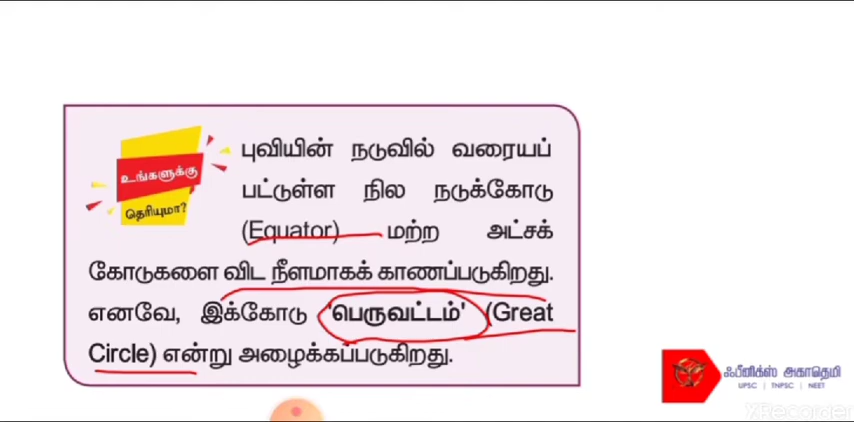 உங்களுக்கு
தெரியுமா?
புவியின் நடுவில் வரையப்
பட்டுள்ள நில நடுக்கோடு
(Equator) மற்ற அட்சக்
கோடுகளை விட நீளமாகக் காணப்படுகிறது.
எனவே, இக்கோடு 'பெருவட்டம்' (Great
Circle) என்று அழைக்கப்படுகிறது.
ஃபீனிக்ஸ் அகாதெமி
UPSC | TNPSC | NEET
XRecorder